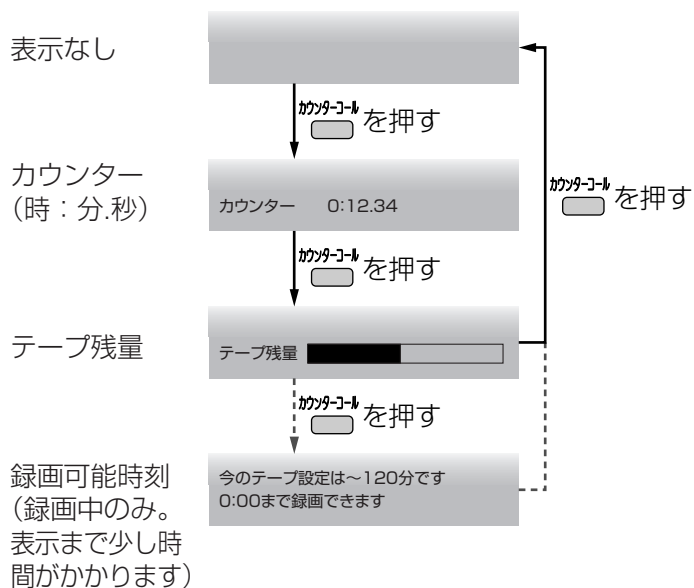 表示なし
カウンターコール
を押す
カウンター
（時：分.秒）
カウンター 0:12.34
カウンターコール
を押す
カウンターコール
を押す
テープ残量
テープ残量
カウンターコール
を押す
録画可能時刻
（録画中のみ。
表示まで少し時
間がかかります）
今のテープ設定は〜120分です
0:00まで録画できます